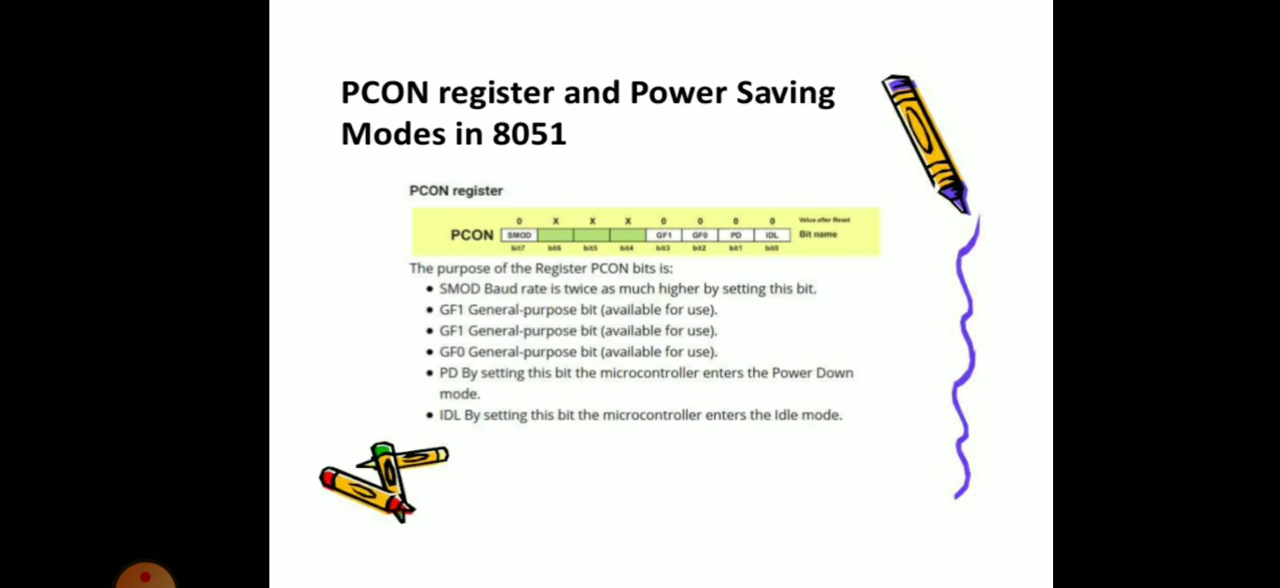 PCON register and Power Saving
Modes in 8051
PCON register
0 X X X 0 0 0 0 Value after Reset
PCON SMOD GF1 GF0 PD IDL Bit name
bit7 bit6 bit5 bit4 bit3 bit2 bit1 bit0
The purpose of the Register PCON bits is:
• SMOD Baud rate is twice as much higher by setting this bit.
• GF1 General-purpose bit (available for use).
• GF1 General-purpose bit (available for use).
• GF0 General-purpose bit (available for use).
• PD By setting this bit the microcontroller enters the Power Down
mode.
• IDL By setting this bit the microcontroller enters the Idle mode.